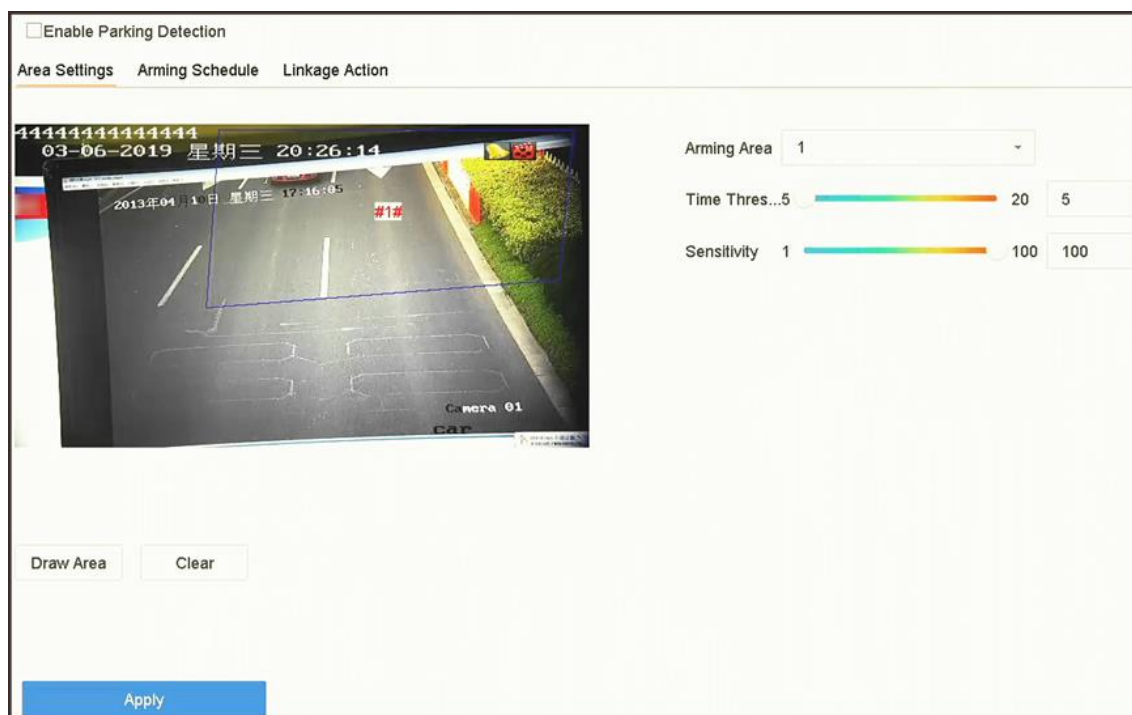 Enable Parking Detection
Area Settings Arming Schedule Linkage Action
44444444444444
03-06-2019 星期三 20:26:14
2013年04月10日 星期三 17:16:05
#1#
Camera 01
car
Arming Area 1
Time Thres...5 20 5
Sensitivity 1 100 100
Draw Area Clear
Apply